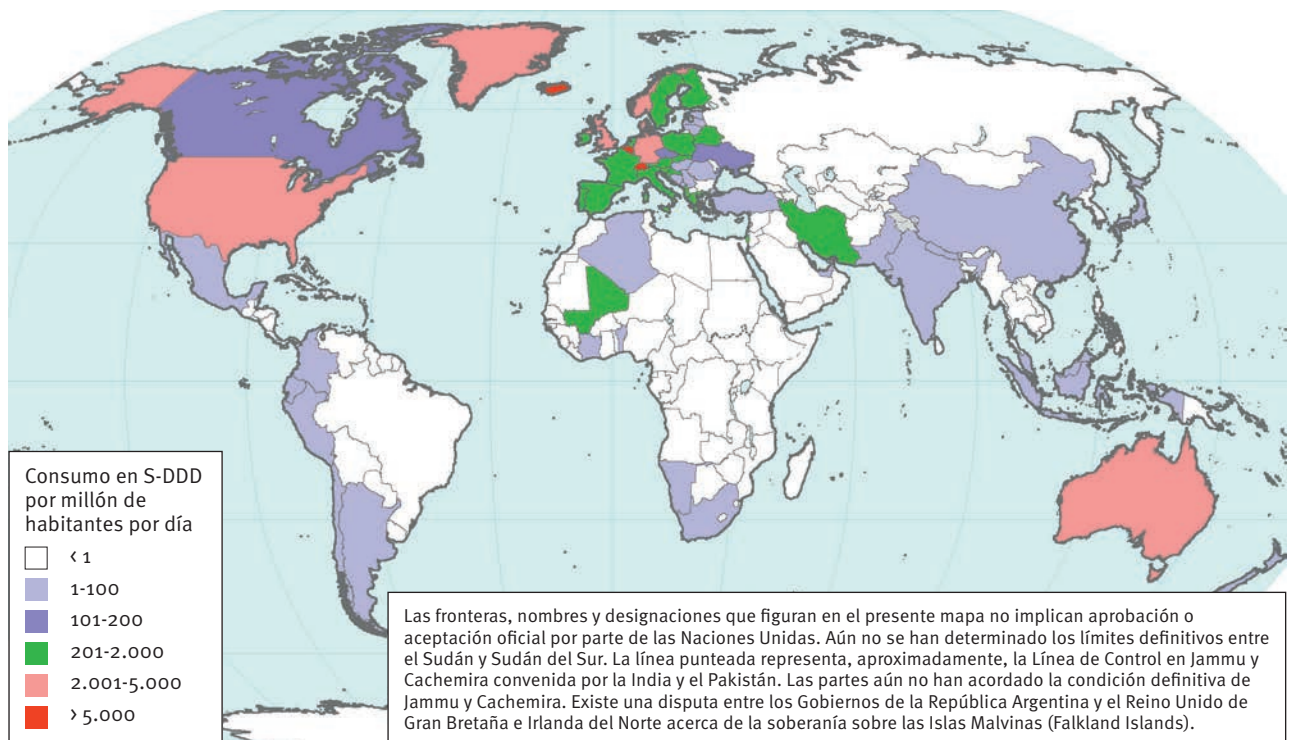 Consumo en S-DDD
por millón de
habitantes por día
‹ 1
1-100
101-200
201-2.000
2.001-5.000
› 5.000
Las fronteras, nombres y designaciones que figuran en el presente mapa no implican aprobación o
aceptación oficial por parte de las Naciones Unidas. Aún no se han determinado los límites definitivos entre
el Sudán y Sudán del Sur. La línea punteada representa, aproximadamente, la Línea de Control en Jammu y
Cachemira convenida por la India y el Pakistán. Las partes aún no han acordado la condición definitiva de
Jammu y Cachemira. Existe una disputa entre los Gobiernos de la República Argentina y el Reino Unido de
Gran Bretaña e Irlanda del Norte acerca de la soberanía sobre las Islas Malvinas (Falkland Islands).